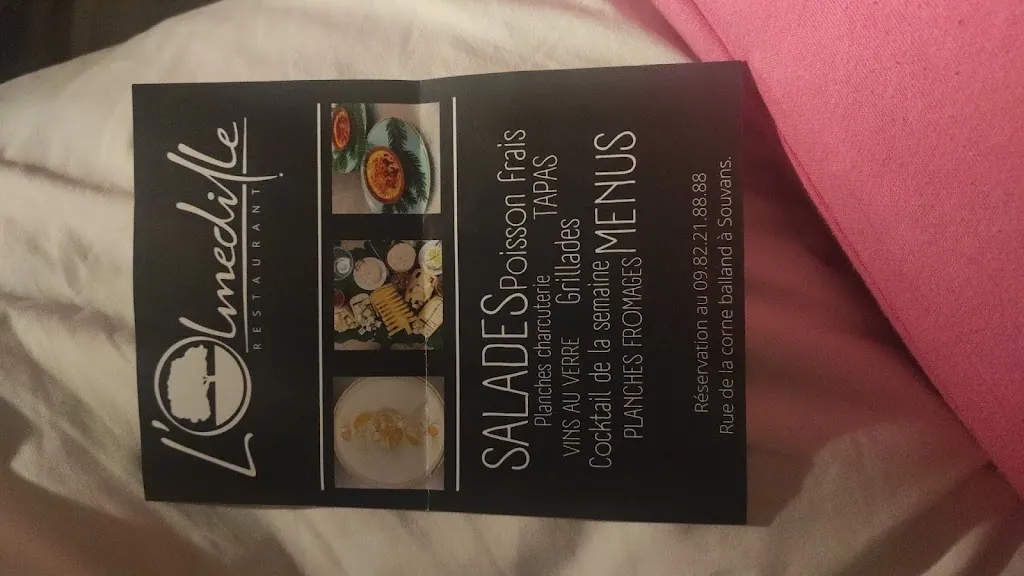 L'Olmedille
RESTAURANT
SALADES Poisson frais
Planches charcuterie TAPAS
VINS AU VERRE Grillades
Cocktail de la semaine MENUS
PLANCHES FROMAGES
Réservation au 09.82.21.88.88
Rue de la corne balland à Souvans.